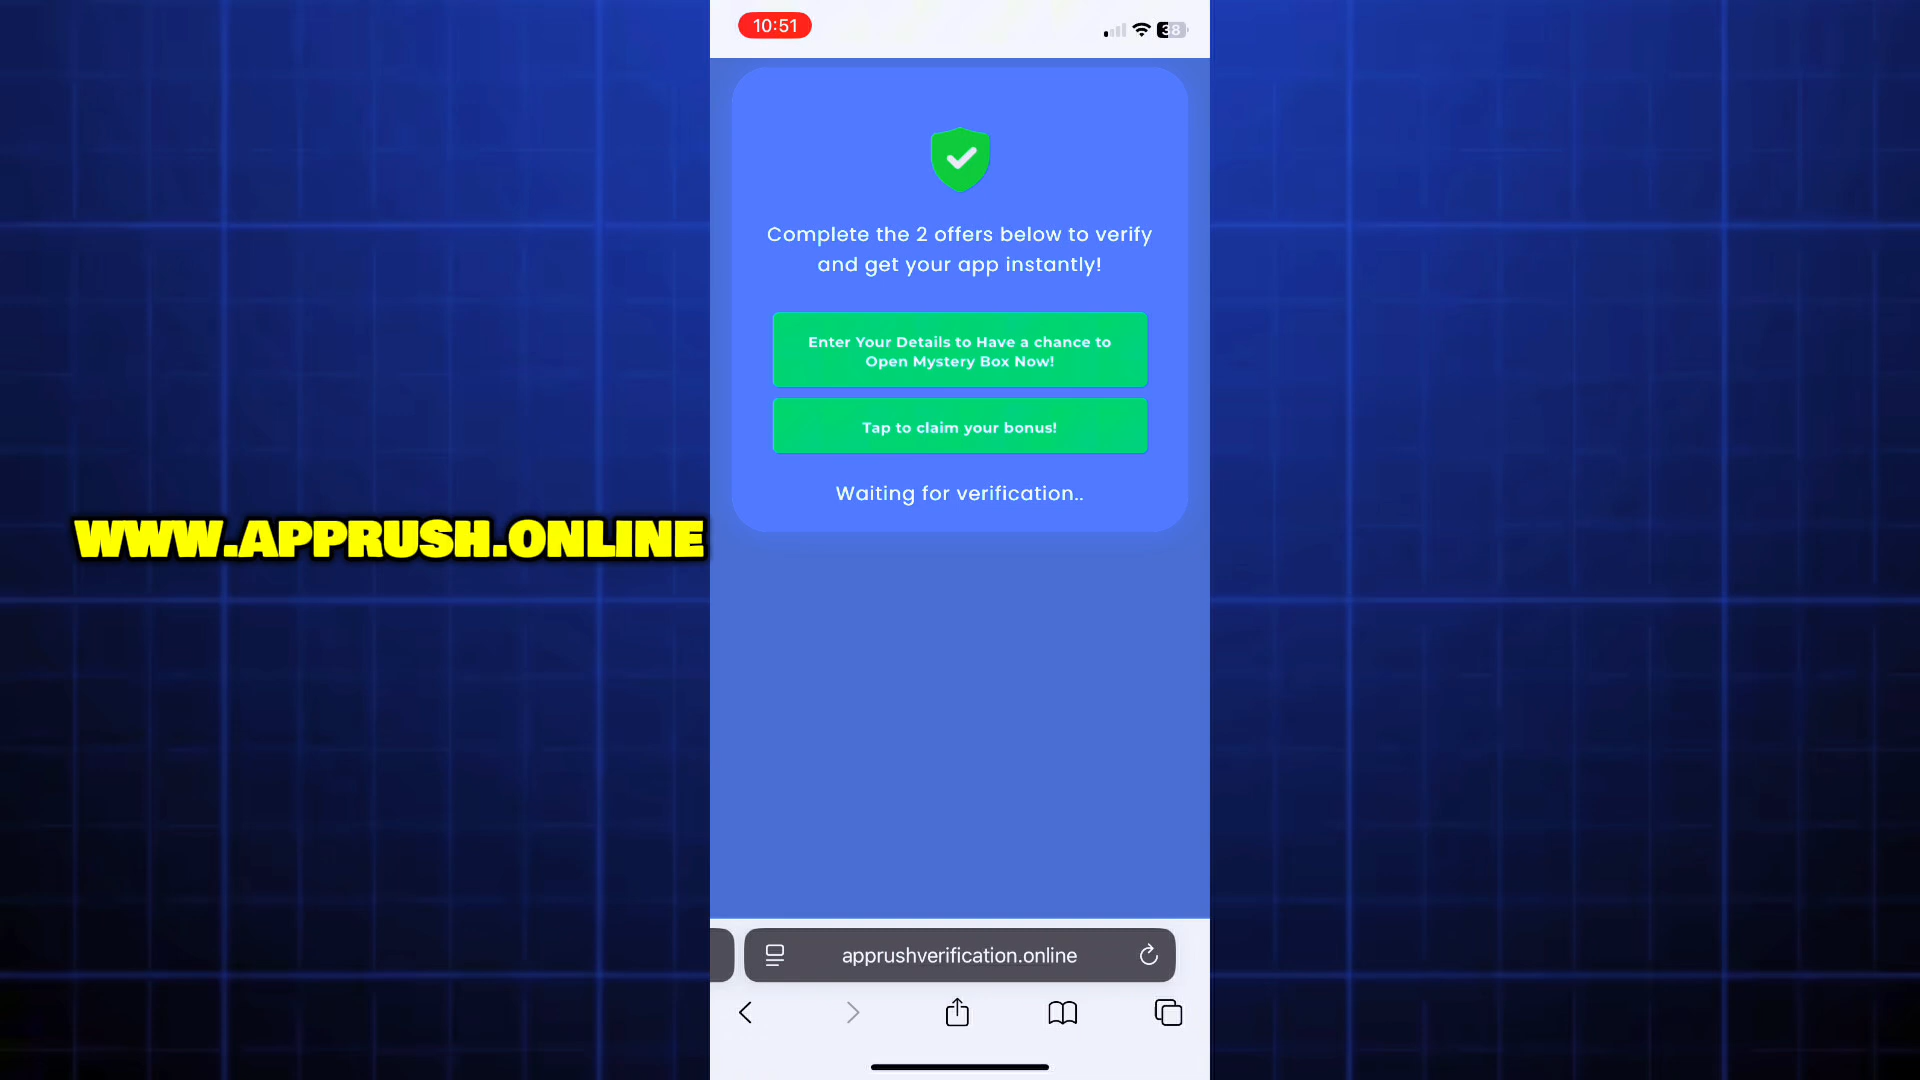 10:51
38
Complete the 2 offers below to verify
and get your app instantly!
Enter Your Details to Have a chance to
Open Mystery Box Now!
Tap to claim your bonus!
Waiting for verification..
WWW.APPRUSH.ONLINE
apprushverification.online